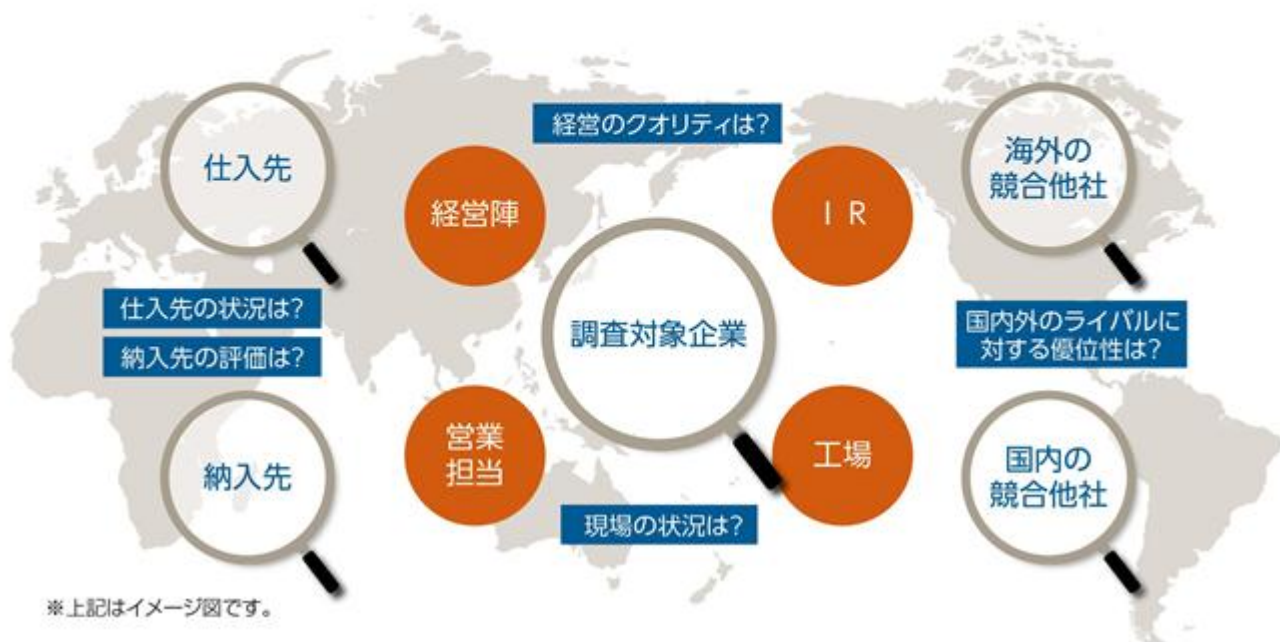 経営のクオリティは?
仕入先
経営陣
I R
海外の
競合他社
調査対象企業
仕入先の状況は?
納入先の評価は?
国内外のライバルに
対する優位性は?
営業
担当
工場
納入先
国内の
競合他社
現場の状況は?
※上記はイメージ図です。